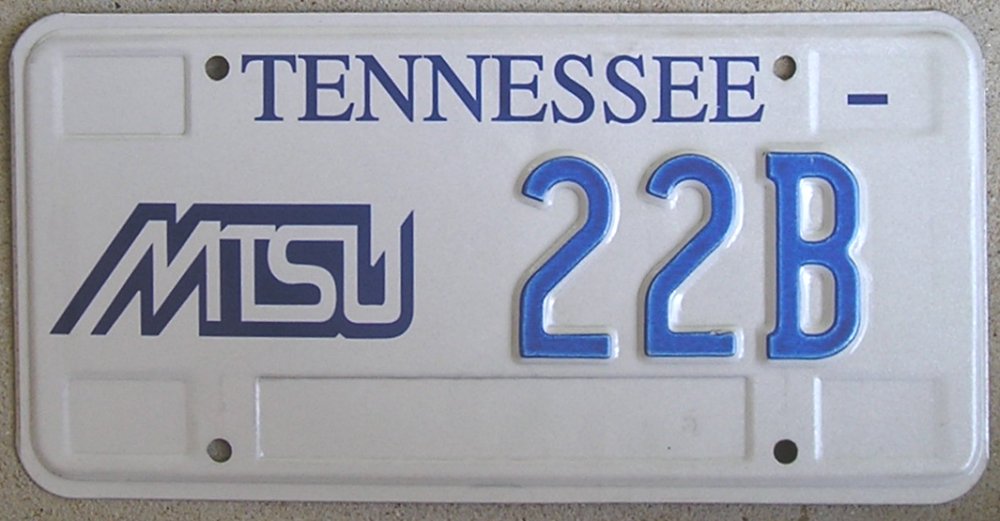 TENNESSEE -
MTSU 22B